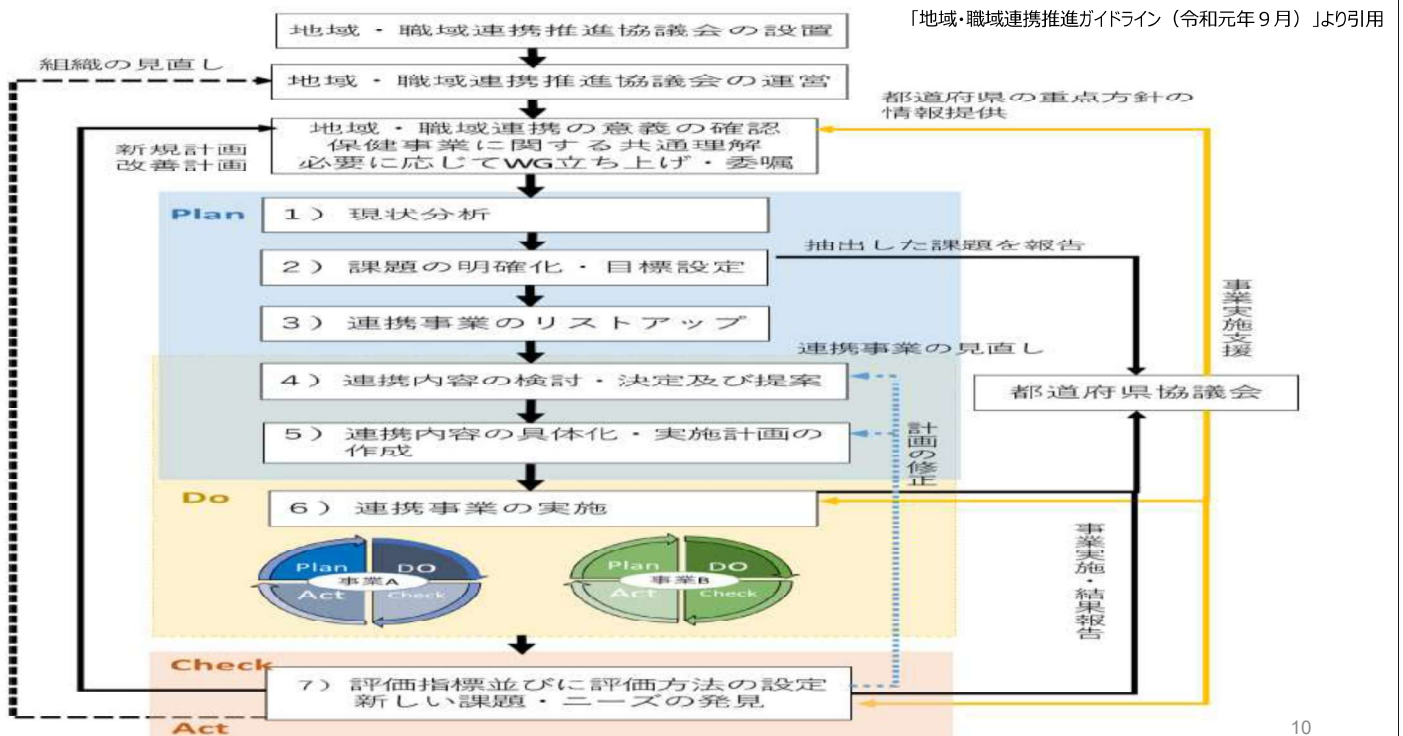 「地域・職域連携推進ガイドライン（令和元年９月）」より引用
地域・職域連携推進協議会の設置
組織の見直し
地域・職域連携推進協議会の運営
都道府県の重点方針の
情報提供
地域・職域連携の意義の確認
保健事業に関する共通理解
必要に応じてWG立ち上げ・委嘱
新規計画
改善計画
Plan
１）現状分析
抽出した課題を報告
２）課題の明確化・目標設定
事業実施支援
３）連携事業のリストアップ
連携事業の見直し
４）連携内容の検討・決定及び提案
都道府県協議会
５）連携内容の具体化・実施計画の
作成
計画の修正
Do
６）連携事業の実施
事業実施・結果報告
Plan
DO
事業A
Act
Check
Plan
DO
事業B
Act
Check
Check
７）評価指標並びに評価方法の設定
新しい課題・ニーズの発見
Act
10